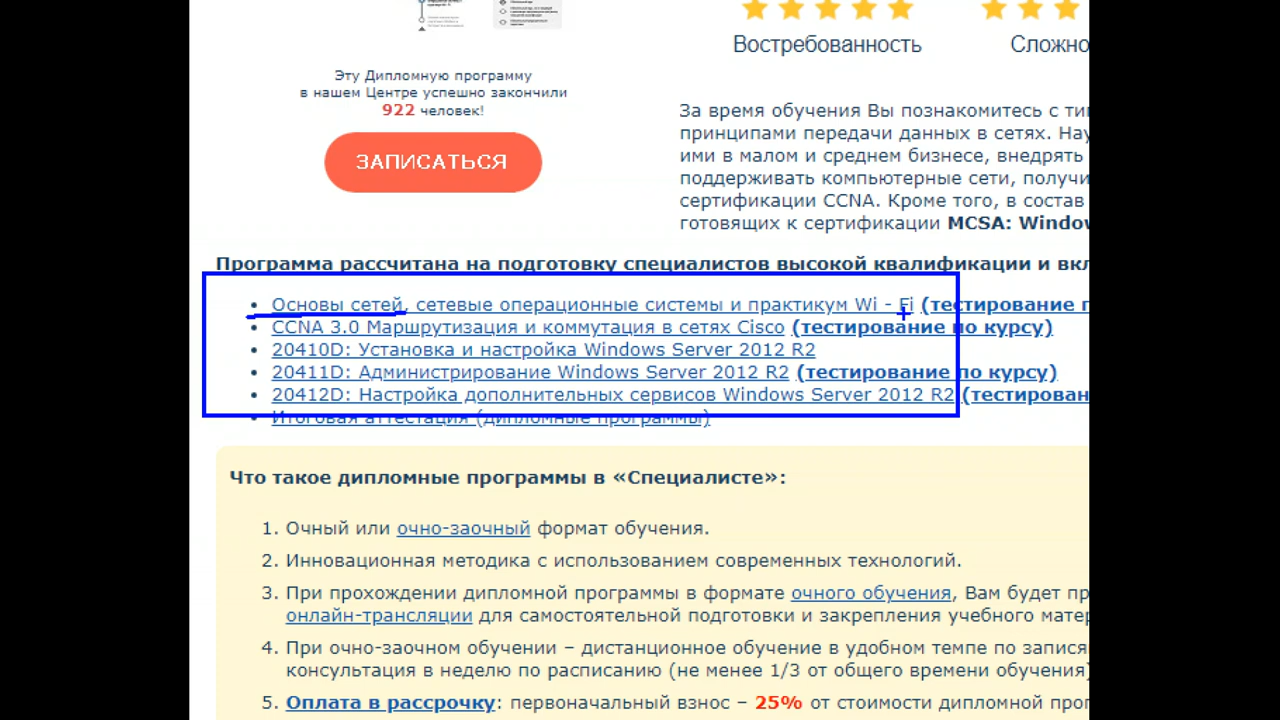 Востребованность
Сложно
Эту Дипломную программу
в нашем Центре успешно закончили
922 человек!
ЗАПИСАТЬСЯ
За время обучения Вы познакомитесь с ти
принципами передачи данных в сетях. Нау
ими в малом и среднем бизнесе, внедрять
поддерживать компьютерные сети, получи
сертификации CCNA. Кроме того, в состав
готовящих к сертификации MCSA: Window
Программа рассчитана на подготовку специалистов высокой квалификации и вкл
• Основы сетей, сетевые операционные системы и практикум Wi - Fi (тестирование п
• CCNA 3.0 Маршрутизация и коммутация в сетях Cisco (тестирование по курсу)
• 20410D: Установка и настройка Windows Server 2012 R2
• 20411D: Администрирование Windows Server 2012 R2 (тестирование по курсу)
• 20412D: Настройка дополнительных сервисов Windows Server 2012 R2 (тестирован
• Итоговая аттестация (дипломные программы)
Что такое дипломные программы в «Специалисте»:
1. Очный или очно-заочный формат обучения.
2. Инновационная методика с использованием современных технологий.
3. При прохождении дипломной программы в формате очного обучения, Вам будет пр
онлайн-трансляции для самостоятельной подготовки и закрепления учебного матер
4. При очно-заочном обучении – дистанционное обучение в удобном темпе по запися
консультация в неделю по расписанию (не менее 1/3 от общего времени обучения)
5. Оплата в рассрочку: первоначальный взнос – 25% от стоимости дипломной прог